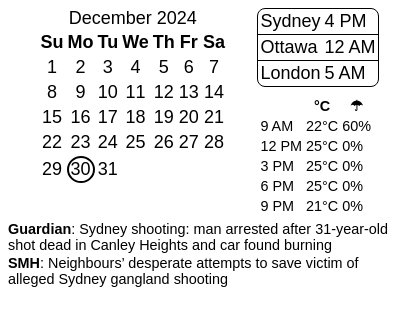 December 2024
Su Mo Tu We Th Fr Sa
1 2 3 4 5 6 7
8 9 10 11 12 13 14
15 16 17 18 19 20 21
22 23 24 25 26 27 28
29 30 31
Sydney 4 PM
Ottawa 12 AM
London 5 AM
°C ☂
9 AM 22°C 60%
12 PM 25°C 0%
3 PM 25°C 0%
6 PM 25°C 0%
9 PM 21°C 0%
Guardian: Sydney shooting: man arrested after 31-year-old
shot dead in Canley Heights and car found burning
SMH: Neighbours’ desperate attempts to save victim of
alleged Sydney gangland shooting